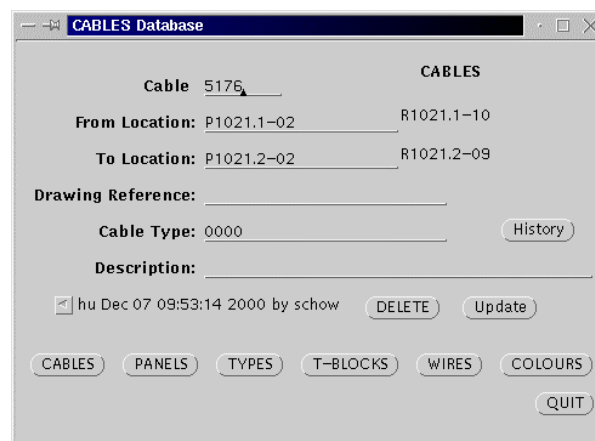 CABLES Database
CABLES
Cable 5176
From Location: P1021.1-02 R1021.1-10
To Location: P1021.2-02 R1021.2-09
Drawing Reference:
Cable Type: 0000 History
Description:
hu Dec 07 09:53:14 2000 by schow DELETE Update
CABLES PANELS TYPES T-BLOCKS WIRES COLOURS
QUIT